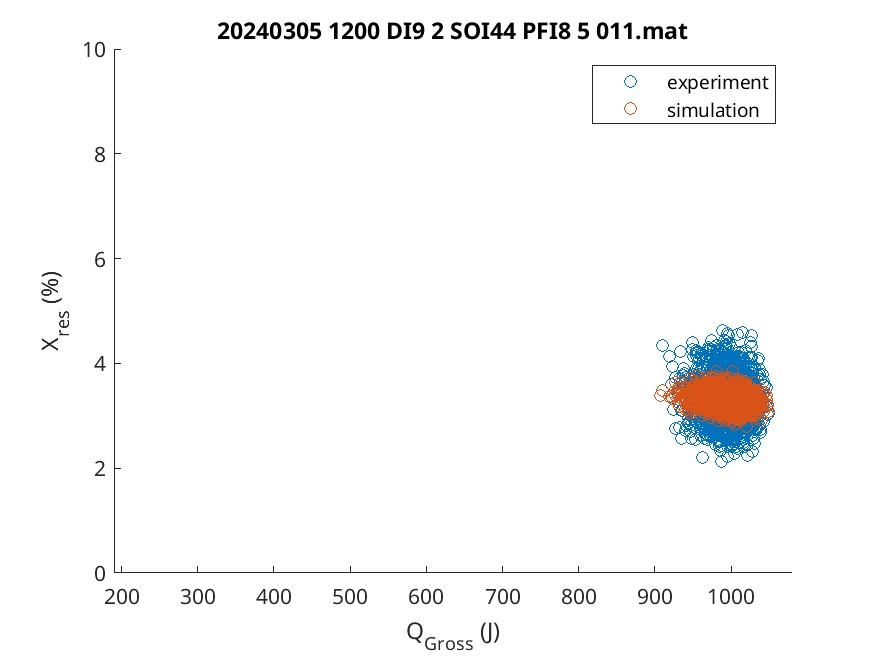 20240305 1200 DI9 2 SOI44 PFI8 5 011.mat
experiment
simulation
10
8
6
4
2
0
X_res (%)
200 300 400 500 600 700 800 900 1000
Q_Gross (J)